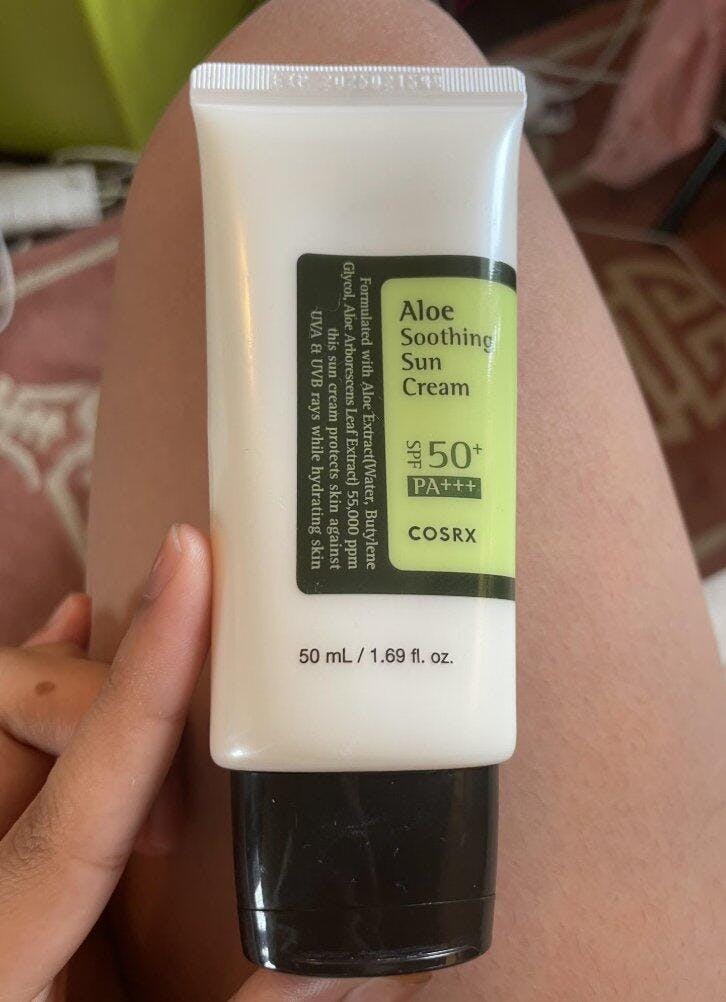 EXP
Aloe
Soothing
Sun
Cream
SPF 50+
PA+++
COSRX
Formulated with Aloe Extract(Water, Butylene
Glycol, Aloe Arborescens Leaf Extract) 55,000 ppm
this sun cream protects skin against
UVA & UVB rays while hydrating skin
50 mL / 1.69 fl. oz.